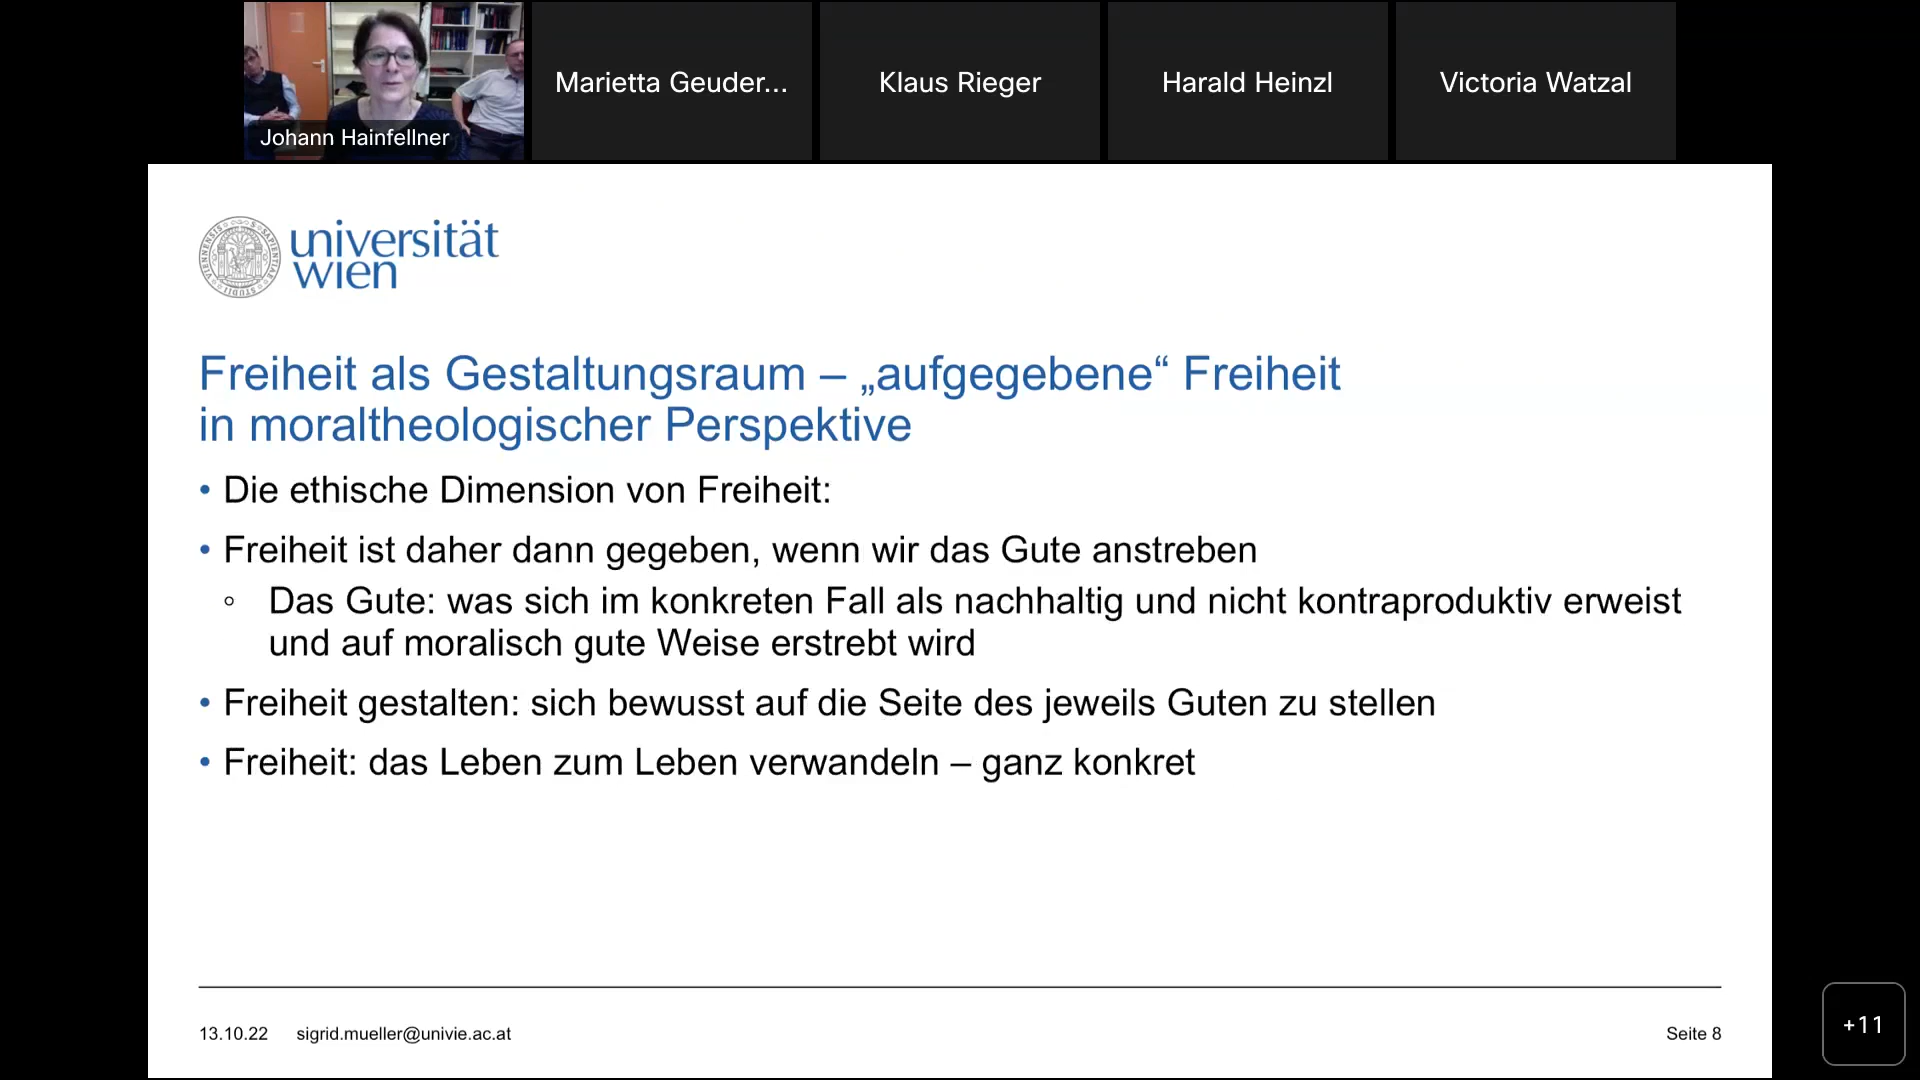 Johann Hainfellner
Marietta Geuder...
Klaus Rieger
Harald Heinzl
Victoria Watzal
universität
wien
Freiheit als Gestaltungsraum – „aufgegebene“ Freiheit
in moraltheologischer Perspektive
• Die ethische Dimension von Freiheit:
• Freiheit ist daher dann gegeben, wenn wir das Gute anstreben
◦ Das Gute: was sich im konkreten Fall als nachhaltig und nicht kontraproduktiv erweist
und auf moralisch gute Weise erstrebt wird
• Freiheit gestalten: sich bewusst auf die Seite des jeweils Guten zu stellen
• Freiheit: das Leben zum Leben verwandeln – ganz konkret
13.10.22 sigrid.mueller@univie.ac.at
Seite 8
+11